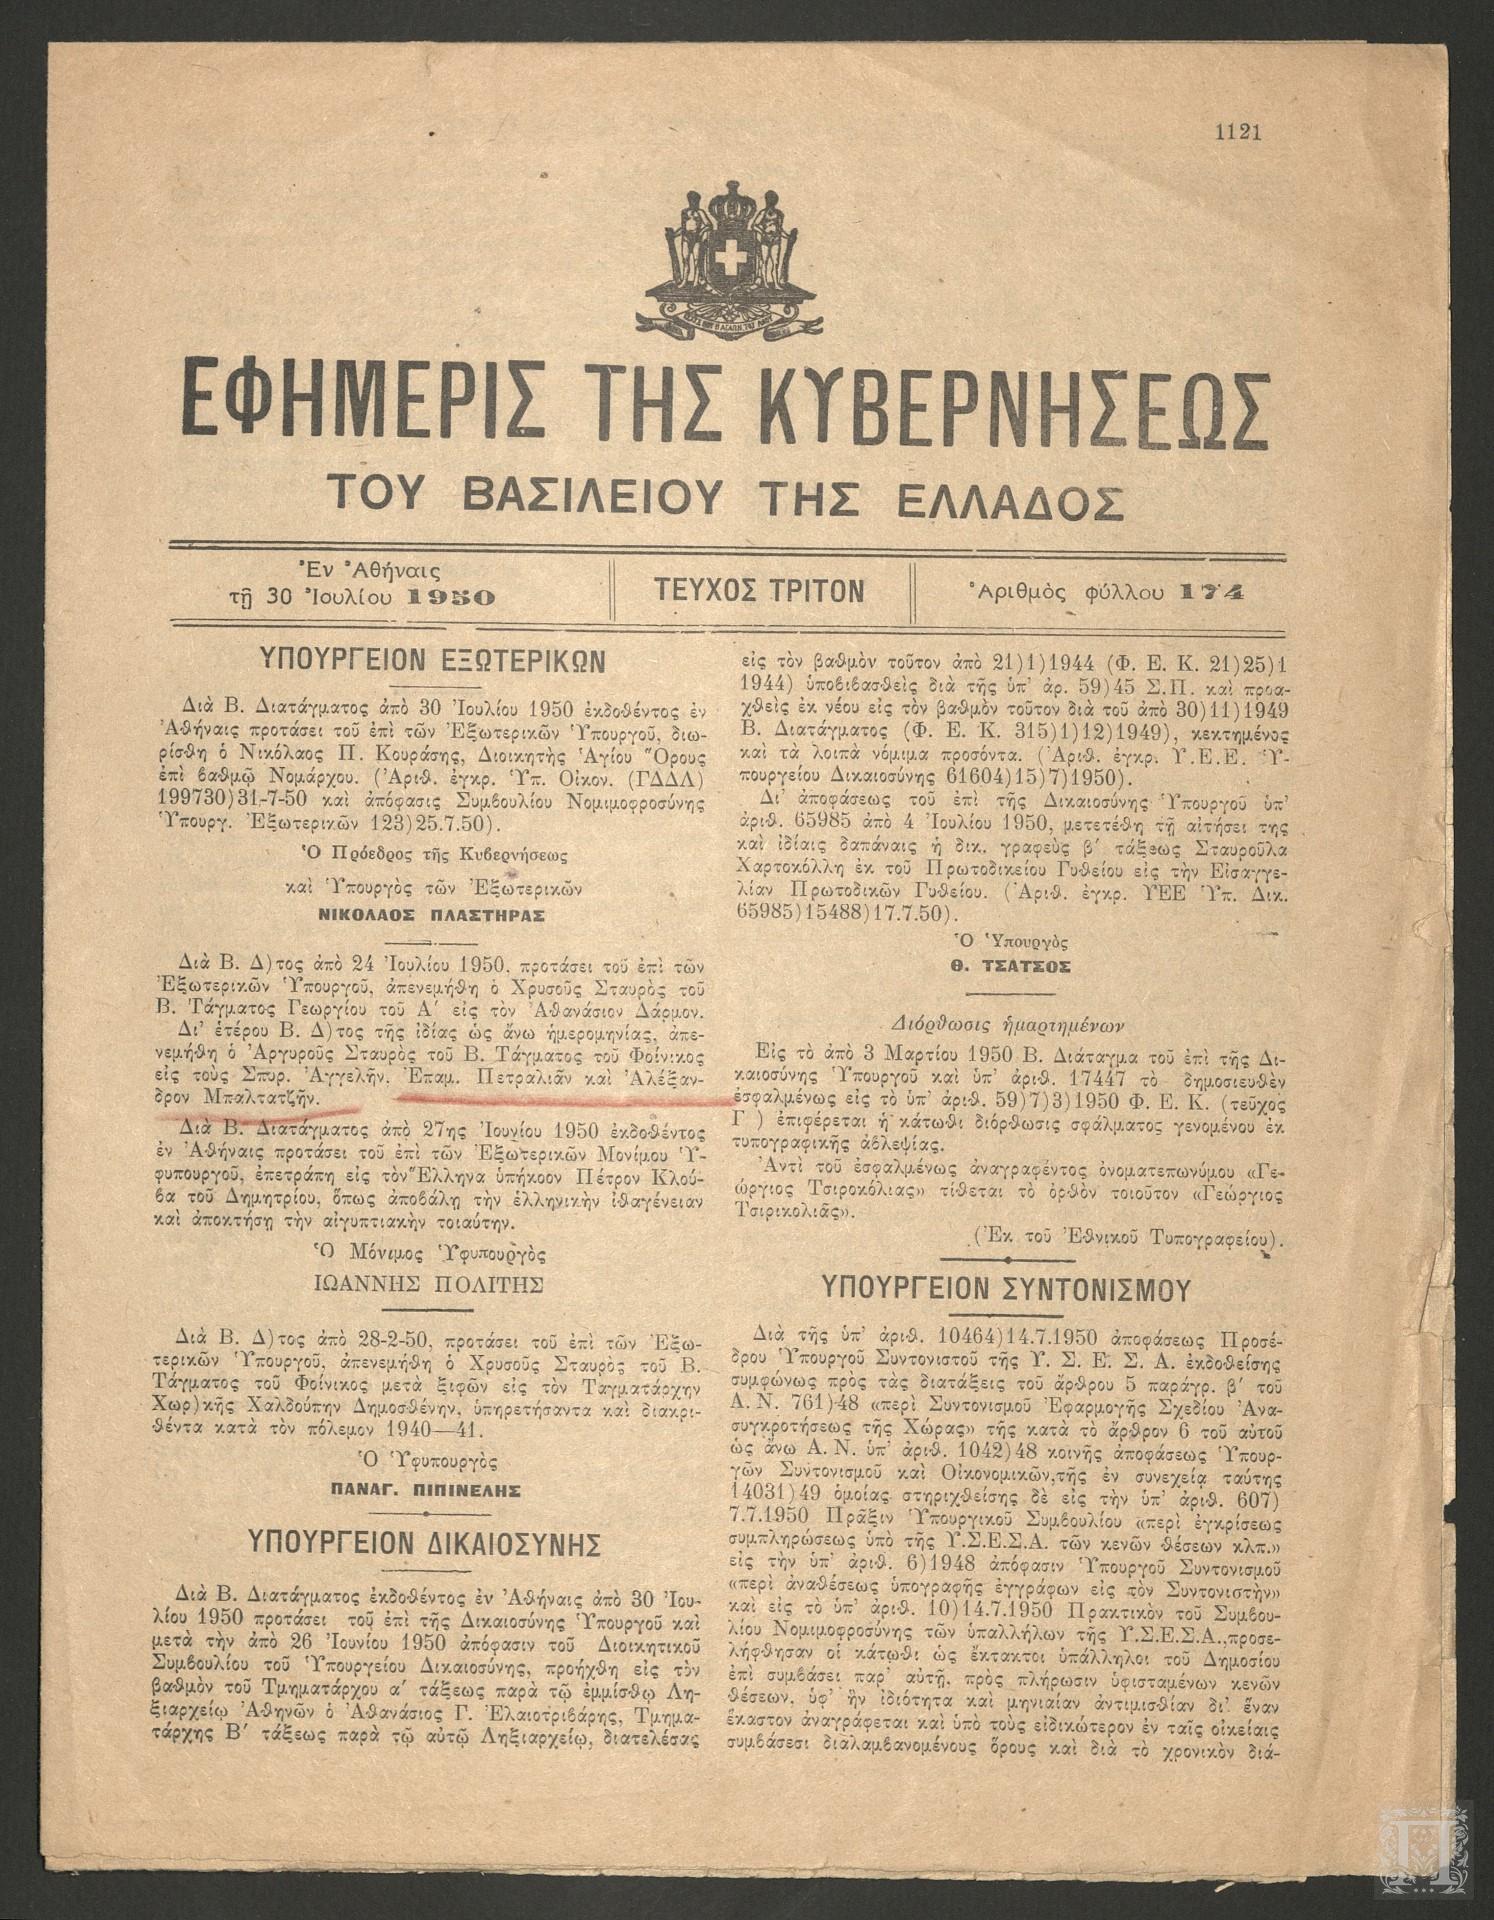 1121
ΕΦΗΜΕΡΙΣ ΤΗΣ ΚΥΒΕΡΝΗΣΕΩΣ
ΤΟΥ ΒΑΣΙΛΕΙΟΥ ΤΗΣ ΕΛΛΑΔΟΣ
Ἐν Ἀθήναις
τῇ 30 Ἰουλίου 1950
ΤΕΥΧΟΣ ΤΡΙΤΟΝ
Ἀριθμὸς φύλλου 174
ΥΠΟΥΡΓΕΙΟΝ ΕΞΩΤΕΡΙΚΩΝ
Διὰ Β. Διατάγματος ἀπὸ 30 Ἰουλίου 1950 ἐκδοθέντος ἐν
Ἀθήναις προτάσει τοῦ ἐπὶ τῶν Ἐξωτερικῶν Ὑπουργοῦ, διω-
ρίσθη ὁ Νικόλαος Π. Κουράσης, Διοικητὴς Ἁγίου Ὄρους
ἐπὶ βαθμῷ Νομάρχου. (Ἀριθ. ἐγκρ. Ὑπ. Οἰκον. (ΓΔΔΛ)
199730)31-7-50 καὶ ἀπόφασις Συμβουλίου Νομιμοφροσύνης
Ὑπουργ. Ἐξωτερικῶν 123)25.7.50).
Ὁ Πρόεδρος τῆς Κυβερνήσεως
καὶ Ὑπουργὸς τῶν Ἐξωτερικῶν
ΝΙΚΟΛΑΟΣ ΠΛΑΣΤΗΡΑΣ
Διὰ Β. Δ)τος ἀπὸ 24 Ἰουλίου 1950, προτάσει τοῦ ἐπὶ τῶν
Ἐξωτερικῶν Ὑπουργοῦ, ἀπενεμήθη ὁ Χρυσοῦς Σταυρὸς τοῦ
Β. Τάγματος Γεωργίου τοῦ Α' εἰς τὸν Ἀθανάσιον Δάρμον.
Δι' ἑτέρου Β. Δ)τος τῆς ἰδίας ὡς ἄνω ἡμερομηνίας, ἀπε-
νεμήθη ὁ Ἀργυροῦς Σταυρὸς τοῦ Β. Τάγματος τοῦ Φοίνικος
εἰς τοὺς Σπυρ. Ἀγγελῆν, Ἐπαμ. Πετραλιᾶν καὶ Ἀλέξαν-
δρον Μπαλτατζῆν.
Διὰ Β. Διατάγματος ἀπὸ 27ης Ἰουνίου 1950 ἐκδοθέντος
ἐν Ἀθήναις προτάσει τοῦ ἐπὶ τῶν Ἐξωτερικῶν Μονίμου Ὑ-
φυπουργοῦ, ἐπετράπη εἰς τὸν Ἕλληνα ὑπήκοον Πέτρον Κλού-
βα τοῦ Δημητρίου, ὅπως ἀποβάλῃ τὴν ἑλληνικὴν ἰθαγένειαν
καὶ ἀποκτήσῃ τὴν αἰγυπτιακὴν τοιαύτην.
Ὁ Μόνιμος Ὑφυπουργὸς
ΙΩΑΝΝΗΣ ΠΟΛΙΤΗΣ
Διὰ Β. Δ)τος ἀπὸ 28-2-50, προτάσει τοῦ ἐπὶ τῶν Ἐξω-
τερικῶν Ὑπουργοῦ, ἀπενεμήθη ὁ Χρυσοῦς Σταυρὸς τοῦ Β.
Τάγματος τοῦ Φοίνικος μετὰ ξιφῶν εἰς τὸν Ταγματάρχην
Χωρ)κῆς Χαλδούπην Δημοσθένην, ὑπηρετήσαντα καὶ διακρι-
θέντα κατὰ τὸν πόλεμον 1940—41.
Ὁ Ὑφυπουργὸς
ΠΑΝΑΓ. ΠΙΠΙΝΕΛΗΣ
ΥΠΟΥΡΓΕΙΟΝ ΔΙΚΑΙΟΣΥΝΗΣ
Διὰ Β. Διατάγματος ἐκδοθέντος ἐν Ἀθήναις ἀπὸ 30 Ἰου-
λίου 1950 προτάσει τοῦ ἐπὶ τῆς Δικαιοσύνης Ὑπουργοῦ καὶ
μετὰ τὴν ἀπὸ 26 Ἰουνίου 1950 ἀπόφασιν τοῦ Διοικητικοῦ
Συμβουλίου τοῦ Ὑπουργείου Δικαιοσύνης, προήχθη εἰς τὸν
βαθμὸν τοῦ Τμηματάρχου α' τάξεως παρὰ τῷ ἐμμίσθῳ Λη-
ξιαρχείῳ Ἀθηνῶν ὁ Ἀθανάσιος Γ. Ἐλαιοτριβάρης, Τμημα-
τάρχης Β' τάξεως παρὰ τῷ αὐτῷ Ληξιαρχείῳ, διατελέσας
εἰς τὸν βαθμὸν τοῦτον ἀπὸ 21)1)1944 (Φ. Ε. Κ. 21)25)1
1944) ὑποβιβασθεὶς διὰ τῆς ὑπ' ἀρ. 59)45 Σ.Π. καὶ προα-
χθεὶς ἐκ νέου εἰς τὸν βαθμὸν τοῦτον διὰ τοῦ ἀπὸ 30)11)1949
Β. Διατάγματος (Φ. Ε. Κ. 315)1)12)1949), κεκτημένος
καὶ τὰ λοιπὰ νόμιμα προσόντα. (Ἀριθ. ἐγκρ. Υ.Ε.Ε. Ὑ-
πουργείου Δικαιοσύνης 61604)15)7)1950).
Δι' ἀποφάσεως τοῦ ἐπὶ τῆς Δικαιοσύνης Ὑπουργοῦ ὑπ'
ἀριθ. 65985 ἀπὸ 4 Ἰουλίου 1950, μετετέθη τῇ αἰτήσει της
καὶ ἰδίαις δαπάναις ἡ δικ. γραφεὺς β' τάξεως Σταυροῦλα
Χαρτοκόλλη ἐκ τοῦ Πρωτοδικείου Γυθείου εἰς τὴν Εἰσαγγε-
λίαν Πρωτοδικῶν Γυθείου. (Ἀριθ. ἐγκρ. ΥΕΕ Ὑπ. Δικ.
65985)15488)17.7.50).
Ὁ Ὑπουργὸς
Θ. ΤΣΑΤΣΟΣ
Διόρθωσις ἡμαρτημένων
Εἰς τὸ ἀπὸ 3 Μαρτίου 1950 Β. Διάταγμα τοῦ ἐπὶ τῆς Δι-
καιοσύνης Ὑπουργοῦ καὶ ὑπ' ἀριθ. 17447 τὸ δημοσιευθὲν
ἐσφαλμένως εἰς τὸ ὑπ' ἀριθ. 59)7)3)1950 Φ. Ε. Κ. (τεῦχος
Γ') ἐπιφέρεται ἡ κάτωθι διόρθωσις σφάλματος γενομένου ἐκ
τυπογραφικῆς ἀβλεψίας.
Ἀντὶ τοῦ ἐσφαλμένως ἀναγραφέντος ὀνοματεπωνύμου «Γε-
ώργιος Τσιροκόλιας» τίθεται τὸ ὀρθὸν τοιοῦτον «Γεώργιος
Τσιρικολιᾶς».
(Ἐκ τοῦ Ἐθνικοῦ Τυπογραφείου).
ΥΠΟΥΡΓΕΙΟΝ ΣΥΝΤΟΝΙΣΜΟΥ
Διὰ τῆς ὑπ' ἀριθ. 10464)14.7.1950 ἀποφάσεως Προέ-
δρου Ὑπουργοῦ Συντονιστοῦ τῆς Υ. Σ. Ε. Σ. Α. ἐκδοθείσης
συμφώνως πρὸς τὰς διατάξεις τοῦ ἄρθρου 5 παράγρ. β' τοῦ
Α. Ν. 761)48 «περὶ Συντονισμοῦ Ἐφαρμογῆς Σχεδίου Ἀνα-
συγκροτήσεως τῆς Χώρας» τῆς κατὰ τὸ ἄρθρον 6 τοῦ αὐτοῦ
ὡς ἄνω Α. Ν. ὑπ' ἀριθ. 1042)48 κοινῆς ἀποφάσεως Ὑπουρ-
γῶν Συντονισμοῦ καὶ Οἰκονομικῶν,τῆς ἐν συνεχείᾳ ταύτης
14031)49 ὁμοίας στηριχθείσης δὲ εἰς τὴν ὑπ' ἀριθ. 607)
7.7.1950 Πρᾶξιν Ὑπουργικοῦ Συμβουλίου «περὶ ἐγκρίσεως
συμπληρώσεως ὑπὸ τῆς Υ.Σ.Ε.Σ.Α. τῶν κενῶν θέσεων κλπ.»
εἰς τὴν ὑπ' ἀριθ. 6)1948 ἀπόφασιν Ὑπουργοῦ Συντονισμοῦ
«περὶ ἀναθέσεως ὑπογραφῆς ἐγγράφων εἰς τὸν Συντονιστὴν»
καὶ εἰς τὸ ὑπ' ἀριθ. 10)14.7.1950 Πρακτικὸν τοῦ Συμβου-
λίου Νομιμοφροσύνης τῶν ὑπαλλήλων τῆς Υ.Σ.Ε.Σ.Α.,προσε-
λήφθησαν οἱ κάτωθι ὡς ἔκτακτοι ὑπάλληλοι τοῦ Δημοσίου
ἐπὶ συμβάσει παρ' αὐτῇ, πρὸς πλήρωσιν ὑφισταμένων κενῶν
θέσεων, ὑφ' ἣν ἰδιότητα καὶ μηνιαίαν ἀντιμισθίαν δι' ἕναν
ἕκαστον ἀναγράφεται καὶ ὑπὸ τοὺς εἰδικώτερον ἐν ταῖς οἰκείαις
συμβάσεσι διαλαμβανομένους ὅρους καὶ διὰ τὸ χρονικὸν διά-